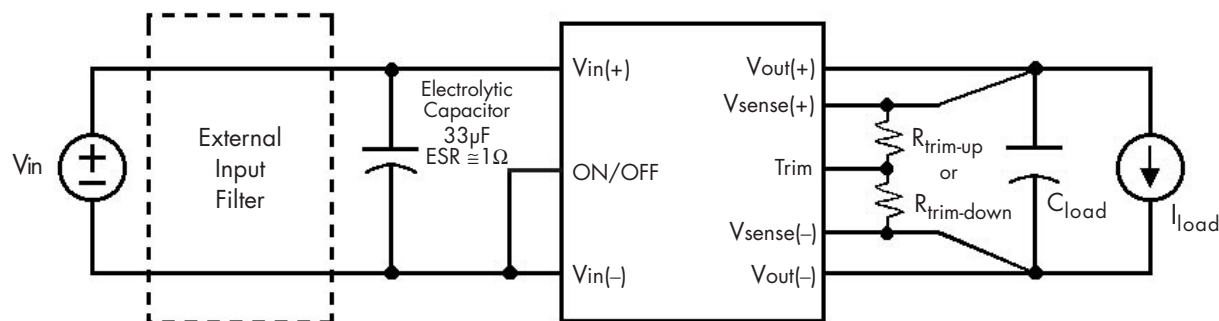 Vin
External
Input
Filter
Electrolytic
Capacitor
33µF
ESR ≅1Ω
Vin(+)
ON/OFF
Vin(–)
Vout(+)
Vsense(+)
Trim
Vsense(–)
Vout(–)
Rtrim-up
or
Rtrim-down
Cload
Iload